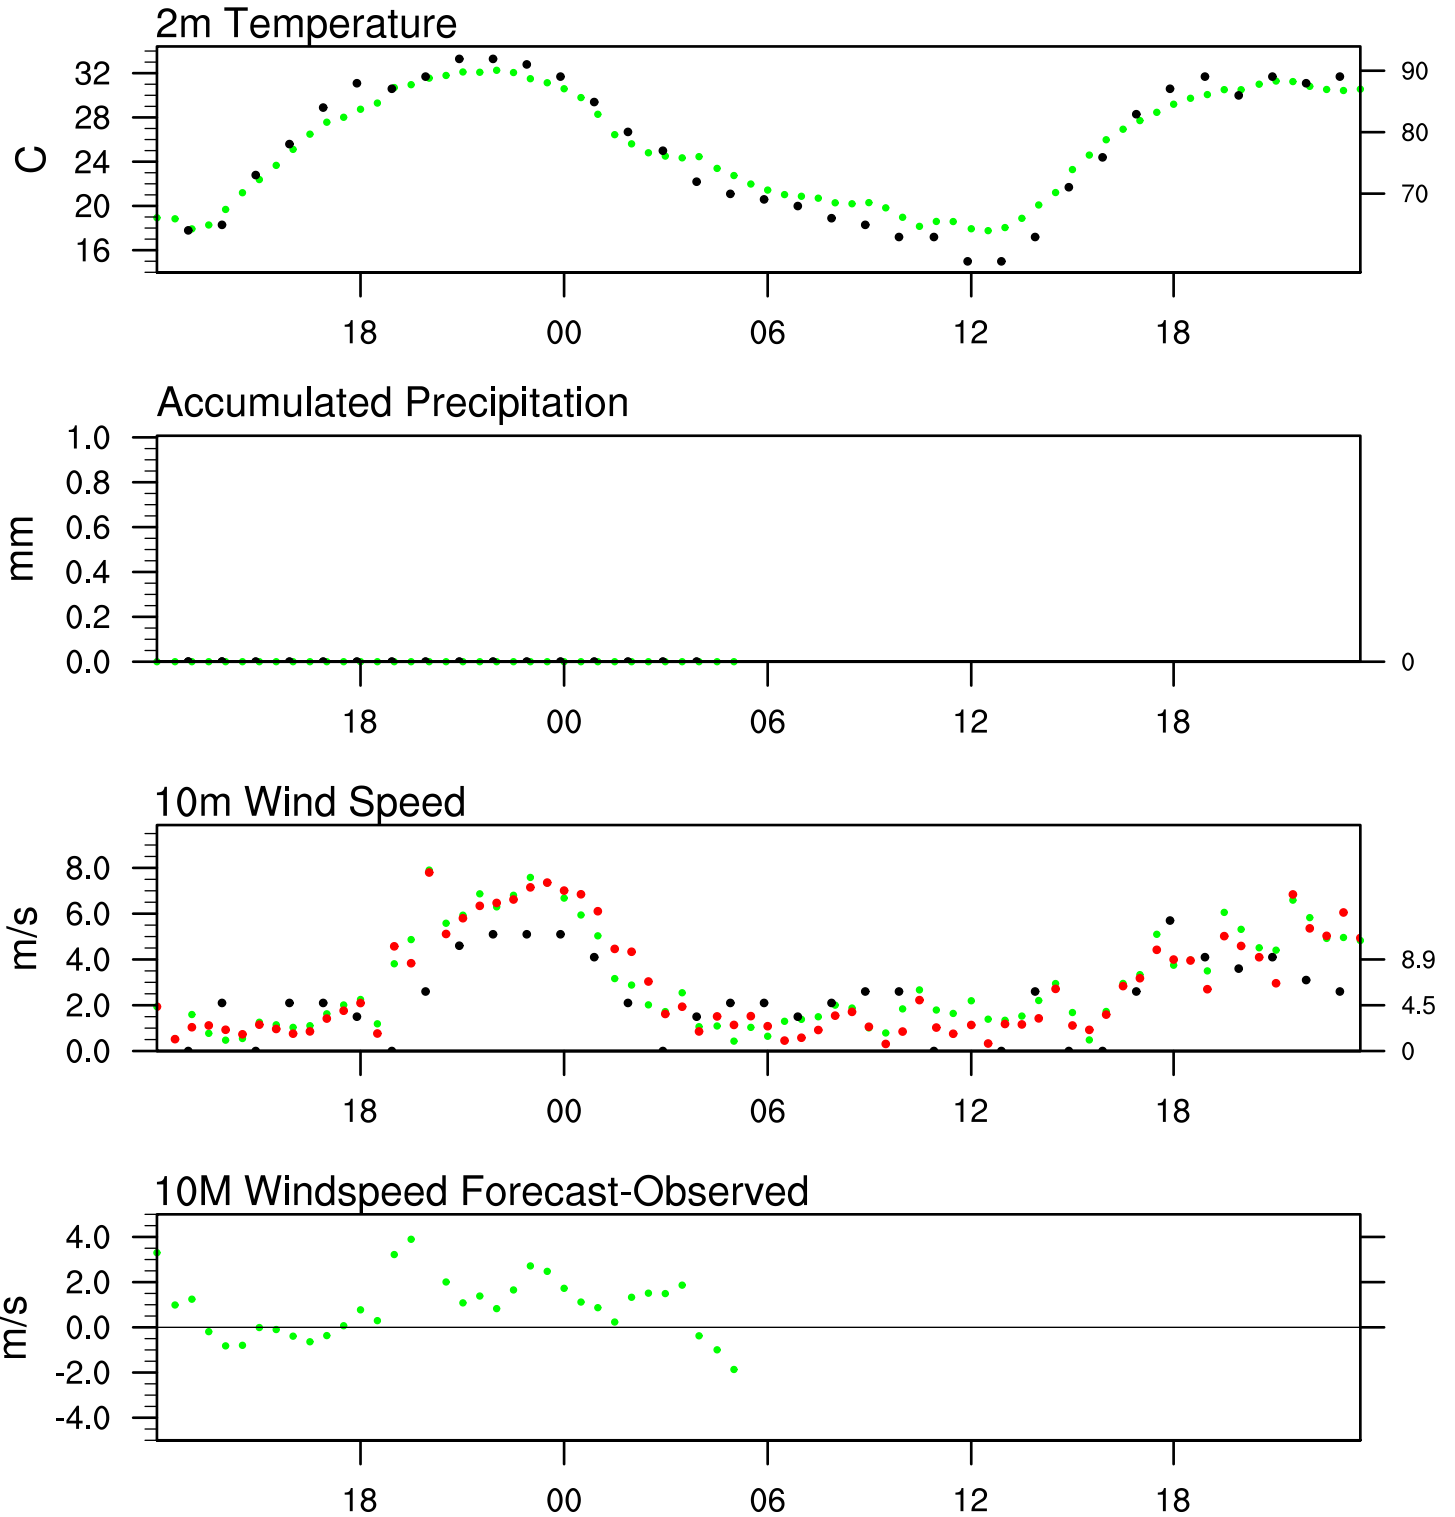 2m Temperature
C
32
28
24
20
16
90
80
70
18 00 06 12 18
Accumulated Precipitation
mm
1.0
0.8
0.6
0.4
0.2
0.0
0
18 00 06 12 18
10m Wind Speed
m/s
8.0
6.0
4.0
2.0
0.0
8.9
4.5
0
18 00 06 12 18
10M Windspeed Forecast-Observed
m/s
4.0
2.0
0.0
-2.0
-4.0
18 00 06 12 18